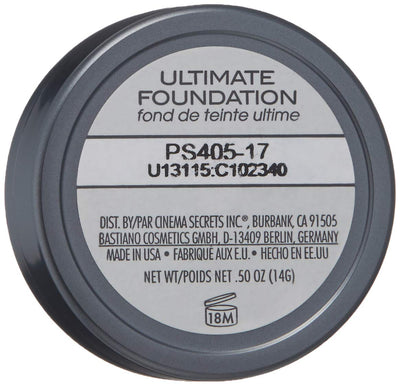 ULTIMATE
FOUNDATION
fond de teinte ultime
PS405-17
U13115:C102340
DIST. BY/PAR CINEMA SECRETS INC.®, BURBANK, CA 91505
BASTIANO COSMETICS GMBH, D-13409 BERLIN, GERMANY
MADE IN USA • FABRIQUÉ AUX E.U. • HECHO EN EE.UU
NET WT/POIDS NET .50 OZ (14G)
18M